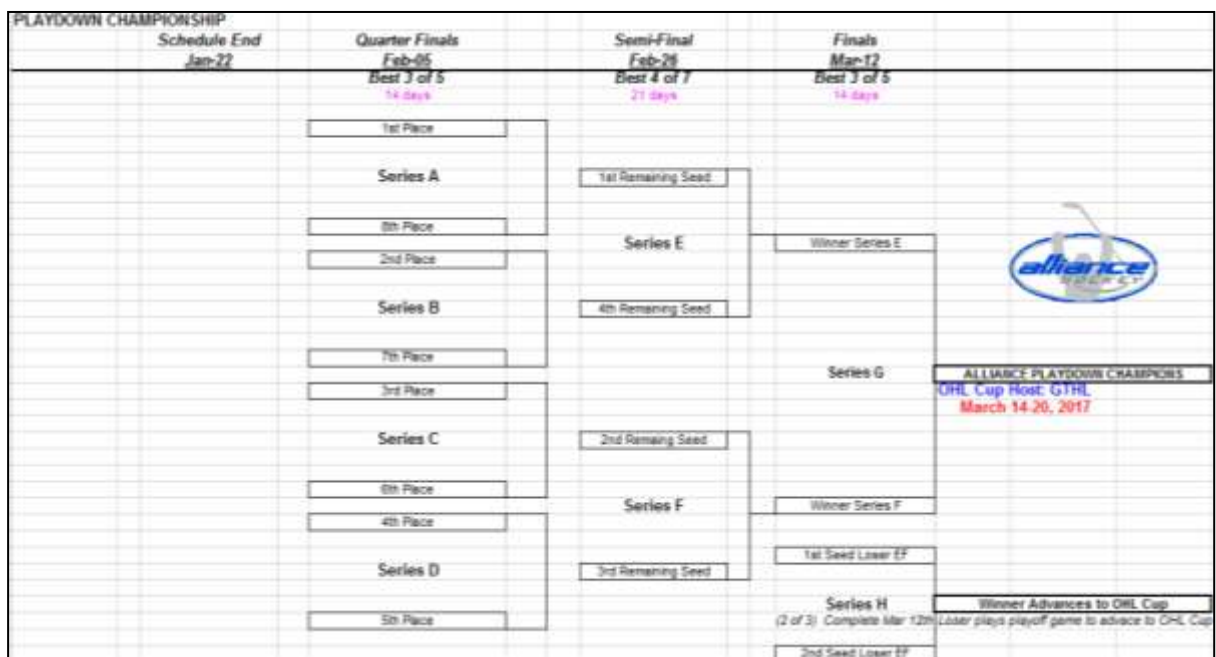 PLAYDOWN CHAMPIONSHIP
Schedule End Quarter Finals Semi-Final Finals
Jan-22 Feb-05 Feb-26 Mar-12
Best 3 of 5 Best 4 of 7 Best 3 of 5
14 days 21 days 14 days
1st Place
Series A 1st Remaining Seed
8th Place
Series E Winner Series E
2nd Place
alliance
HOCKEY
Series B 4th Remaining Seed
7th Place
Series G ALLIANCE PLAYDOWN CHAMPIONS
3rd Place OHL Cup Host: GTHL
March 14-20, 2017
Series C 2nd Remaing Seed
6th Place
Series F Winner Series F
4th Place
1st Seed Loser EF
Series D 3rd Remaining Seed
Series H Winner Advances to OHL Cup
5th Place (2 of 3) Complete Mar 12th Loser plays playoff game to advace to OHL Cup
2nd Seed Loser EF